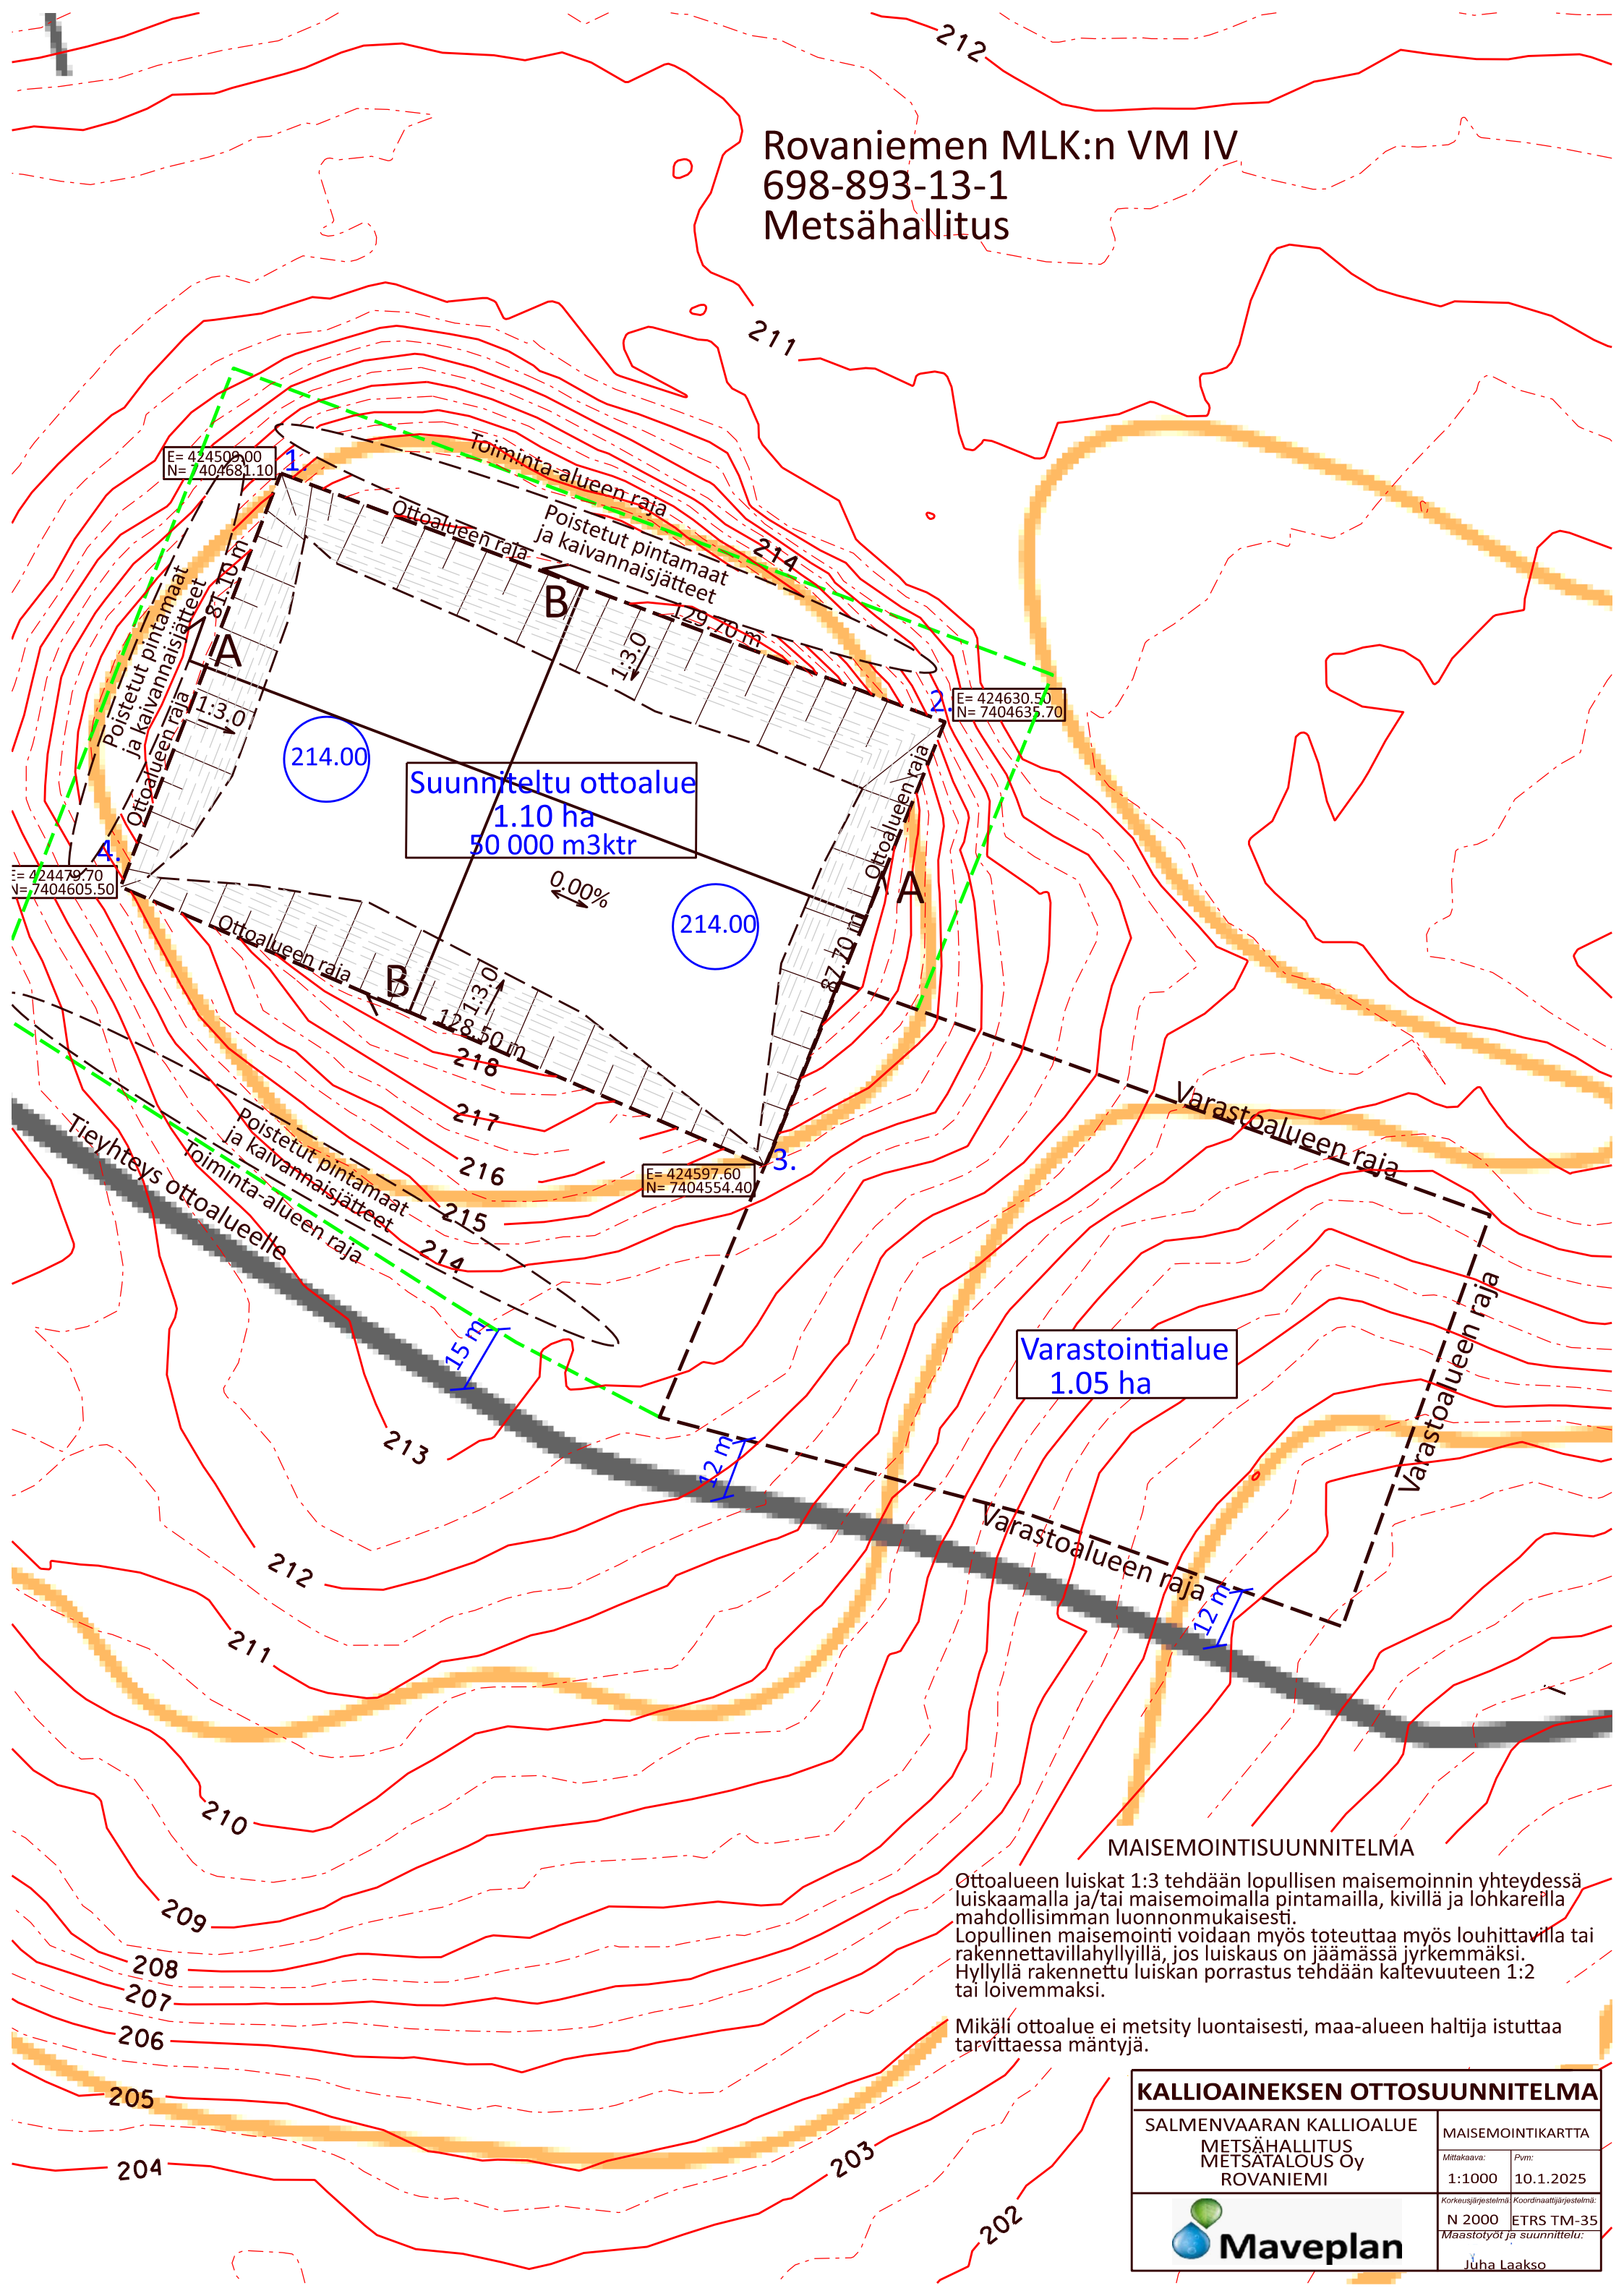 212
Rovaniemen MLK:n VM IV
698-893-13-1
Metsähallitus
211
Toiminta-alueen raja
E= 424509.00
N= 7404681.10
1.
Ottoalueen raja
Poistetut pintamaat
ja kaivannaisjätteet
214
B
129.70 m
1:3.0
Poistetut pintamaat
ja kaivannaisjätteet
81.10 m
A
1:3.0
Ottoalueen raja
2.
E= 424630.50
N= 7404635.70
214.00
Suunniteltu ottoalue
1.10 ha
50 000 m3ktr
0.00%
214.00
Ottoalueen raja
A
87.70 m
4.
E= 424479.70
N= 7404605.50
Ottoalueen raja
B
1:3.0
128.50 m
218
217
216
215
214
3.
E= 424597.60
N= 7404554.40
Varastoalueen raja
Poistetut pintamaat
ja kaivannaisjätteet
Toiminta-alueen raja
Tieyhteys ottoalueelle
15 m
Varastointialue
1.05 ha
Varastoalueen raja
213
12 m
Varastoalueen raja
12 m
212
211
210
209
208
207
206
205
204
203
202
MAISEMOINTISUUNNITELMA
Ottoalueen luiskat 1:3 tehdään lopullisen maisemoinnin yhteydessä
luiskaamalla ja/tai maisemoimalla pintamailla, kivillä ja lohkareilla
mahdollisimman luonnonmukaisesti.
Lopullinen maisemointi voidaan myös toteuttaa myös louhittavilla tai
rakennettavillahyllyillä, jos luiskaus on jäämässä jyrkemmäksi.
Hyllyllä rakennettu luiskan porrastus tehdään kaltevuuteen 1:2
tai loivemmaksi.
Mikäli ottoalue ei metsity luontaisesti, maa-alueen haltija istuttaa
tarvittaessa mäntyjä.
KALLIOAINEKSEN OTTOSUUNNITELMA
SALMENVAARAN KALLIOALUE
METSÄHALLITUS
METSÄTALOUS Oy
ROVANIEMI
MAISEMOINTIKARTTA
Mittakaava:
1:1000
Pvm:
10.1.2025
Korkeusjärjestelmä:
N 2000
Koordinaattijärjestelmä:
ETRS TM-35
Maastotyöt ja suunnittelu:
Juha Laakso
Maveplan